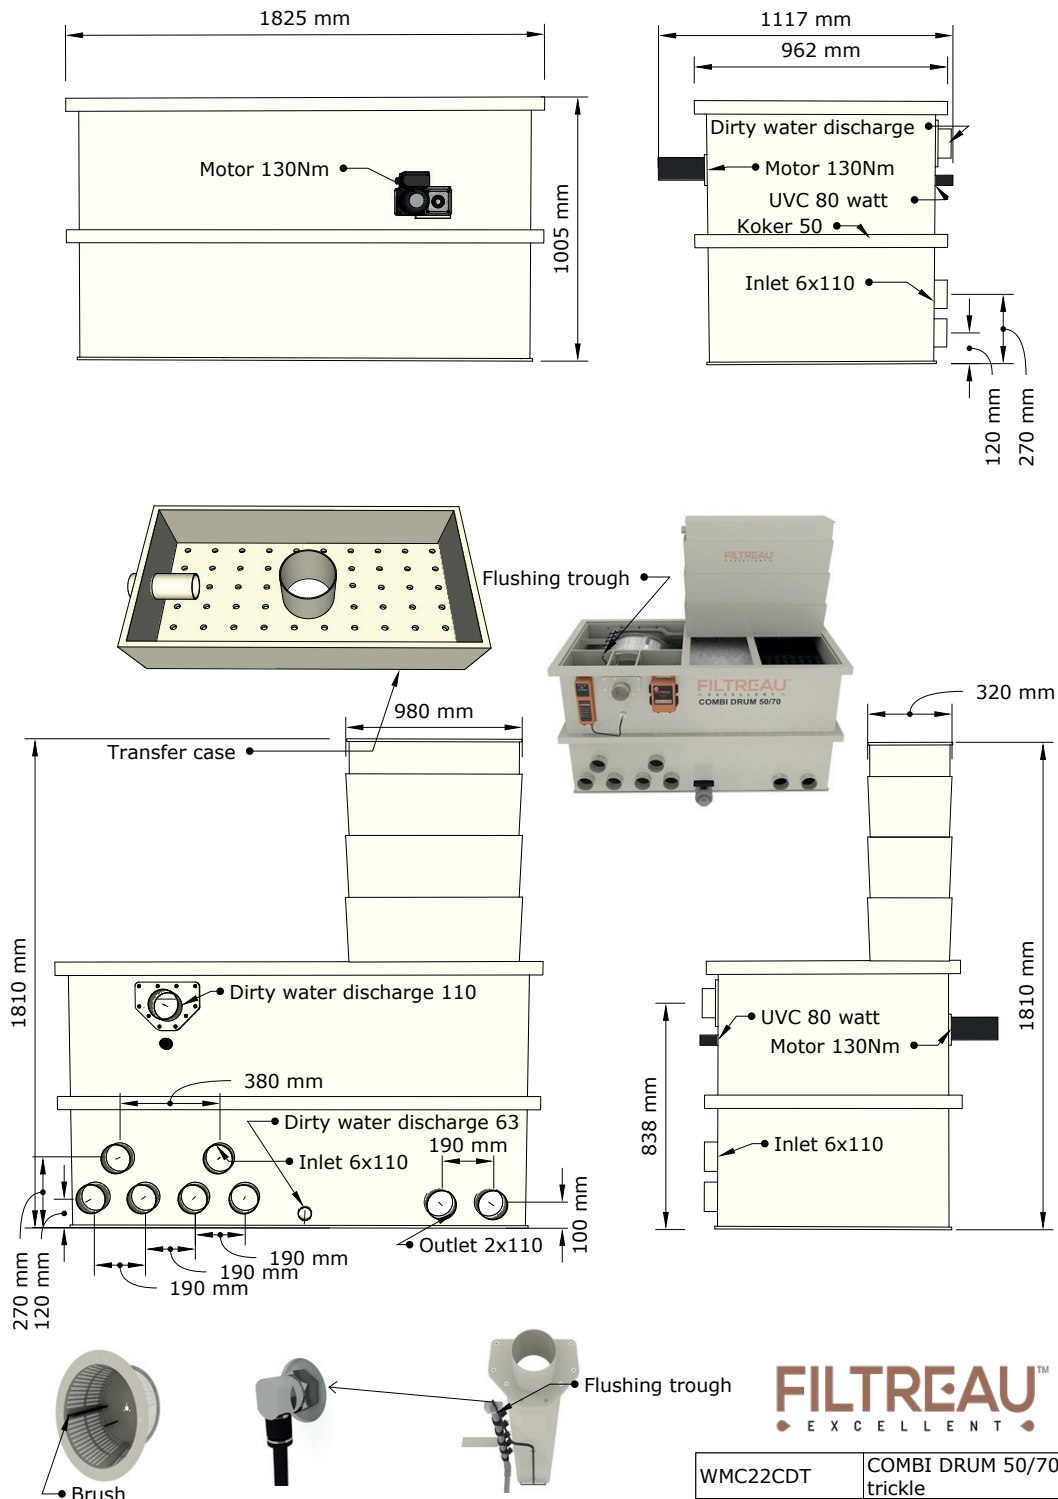 1825 mm
1117 mm
962 mm
Motor 130Nm
1005 mm
Dirty water discharge
Motor 130Nm
UVC 80 watt
Koker 50
Inlet 6x110
120 mm
270 mm
Flushing trough
FILTREAU
EXCELLENT
FILTREAU™
EXCELLENT
COMBI DRUM 50/70
Transfer case
980 mm
320 mm
1810 mm
Dirty water discharge 110
380 mm
Dirty water discharge 63
190 mm
Inlet 6x110
100 mm
Outlet 2x110
190 mm
190 mm
190 mm
270 mm
120 mm
1810 mm
838 mm
UVC 80 watt
Motor 130Nm
Inlet 6x110
Brush
Flushing trough
FILTREAU™
EXCELLENT
WMC22CDT
COMBI DRUM 50/70
trickle